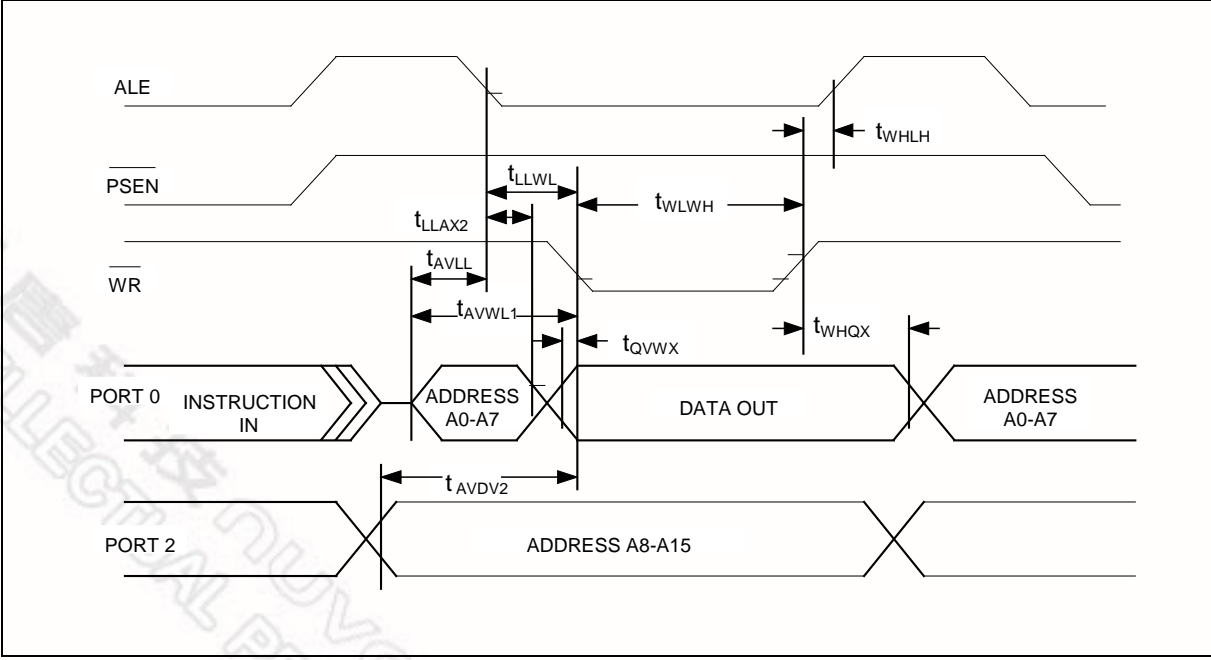 ALE
tWHLH
PSEN
tLLWL
tWLWH
tLLAX2
tAVLL
WR
tAVWL1
tWHQX
tQVWX
PORT 0
INSTRUCTION
IN
ADDRESS
A0-A7
DATA OUT
ADDRESS
A0-A7
t AVDV2
PORT 2
ADDRESS A8-A15